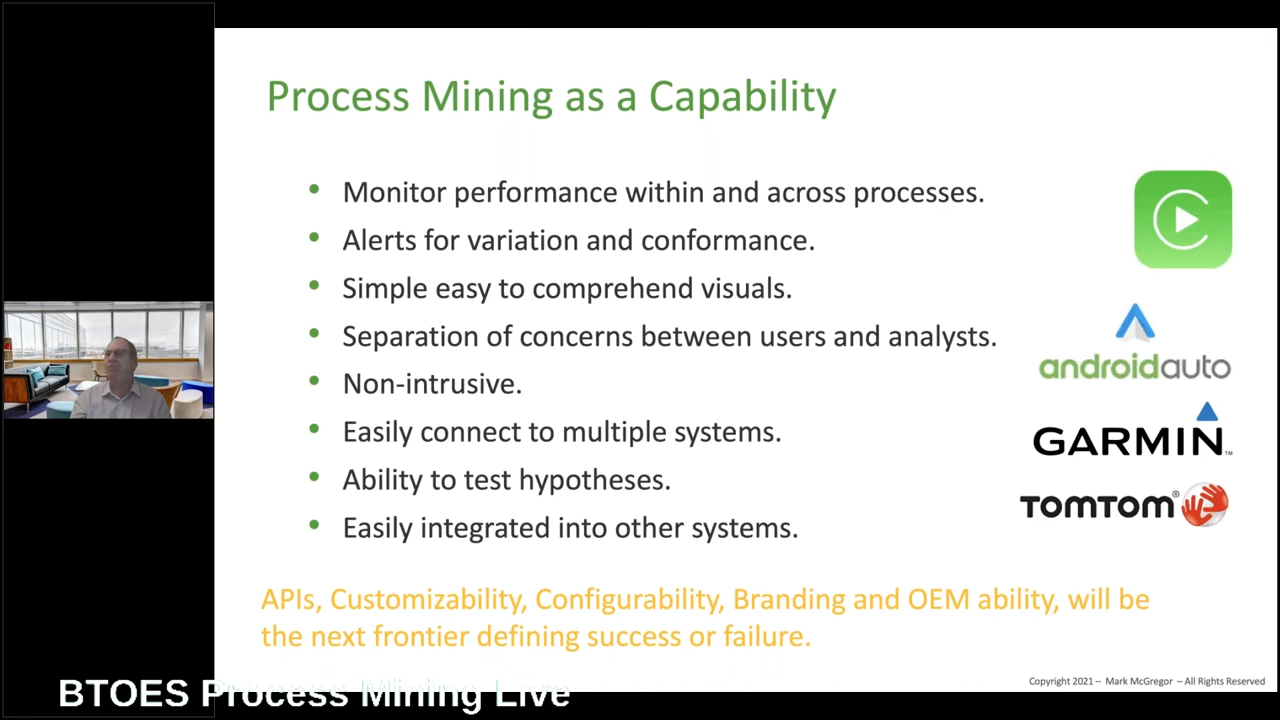 Process Mining as a Capability
• Monitor performance within and across processes.
• Alerts for variation and conformance.
• Simple easy to comprehend visuals.
• Separation of concerns between users and analysts.
• Non-intrusive.
• Easily connect to multiple systems.
• Ability to test hypotheses.
• Easily integrated into other systems.
androidauto
GARMIN™
TOMTOM®
APIs, Customizability, Configurability, Branding and OEM ability, will be
the next frontier defining success or failure.
Copyright 2021 – Mark McGregor – All Rights Reserved
BTOES Process Mining Live